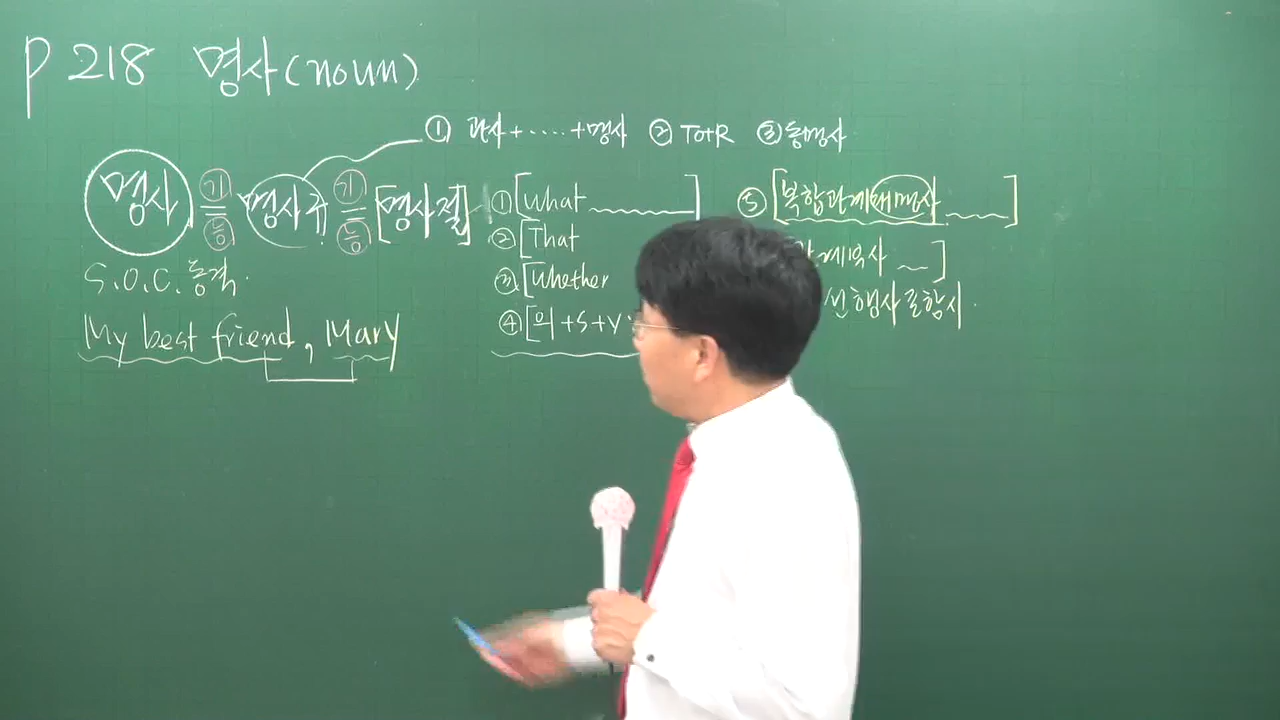 P 218 명사(noun)
① 관사+····+명사 ② To+R ③ 동명사
명사 기능 = 명사구 기능 = [명사절]
S.O.C.동격.
My best friend, Mary
① [What ]
② [That
③ [Whether
④ [의+S+V
⑤ [복합관계대명사 ]
관계부사 ]
선행사 포함시.